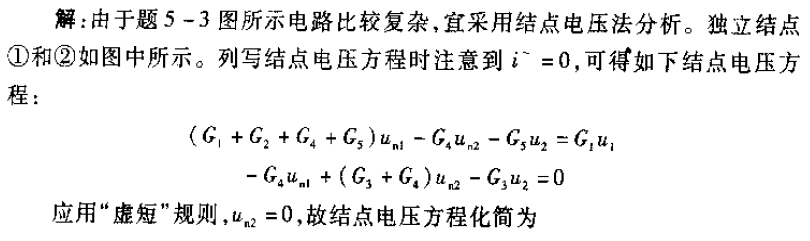 解:由于题5-3图所示电路比较复杂,宜采用结点电压法分析。独立结点
①和②如图中所示。列写结点电压方程时注意到 i⁻ = 0,可得如下结点电压方
程:
(G₁ + G₂ + G₄ + G₅)uₙ₁ - G₄uₙ₂ - G₅u₂ = G₁u₁
- G₄uₙ₁ + (G₃ + G₄)uₙ₂ - G₃u₂ = 0
应用“虚短”规则,uₙ₂ = 0,故结点电压方程化简为